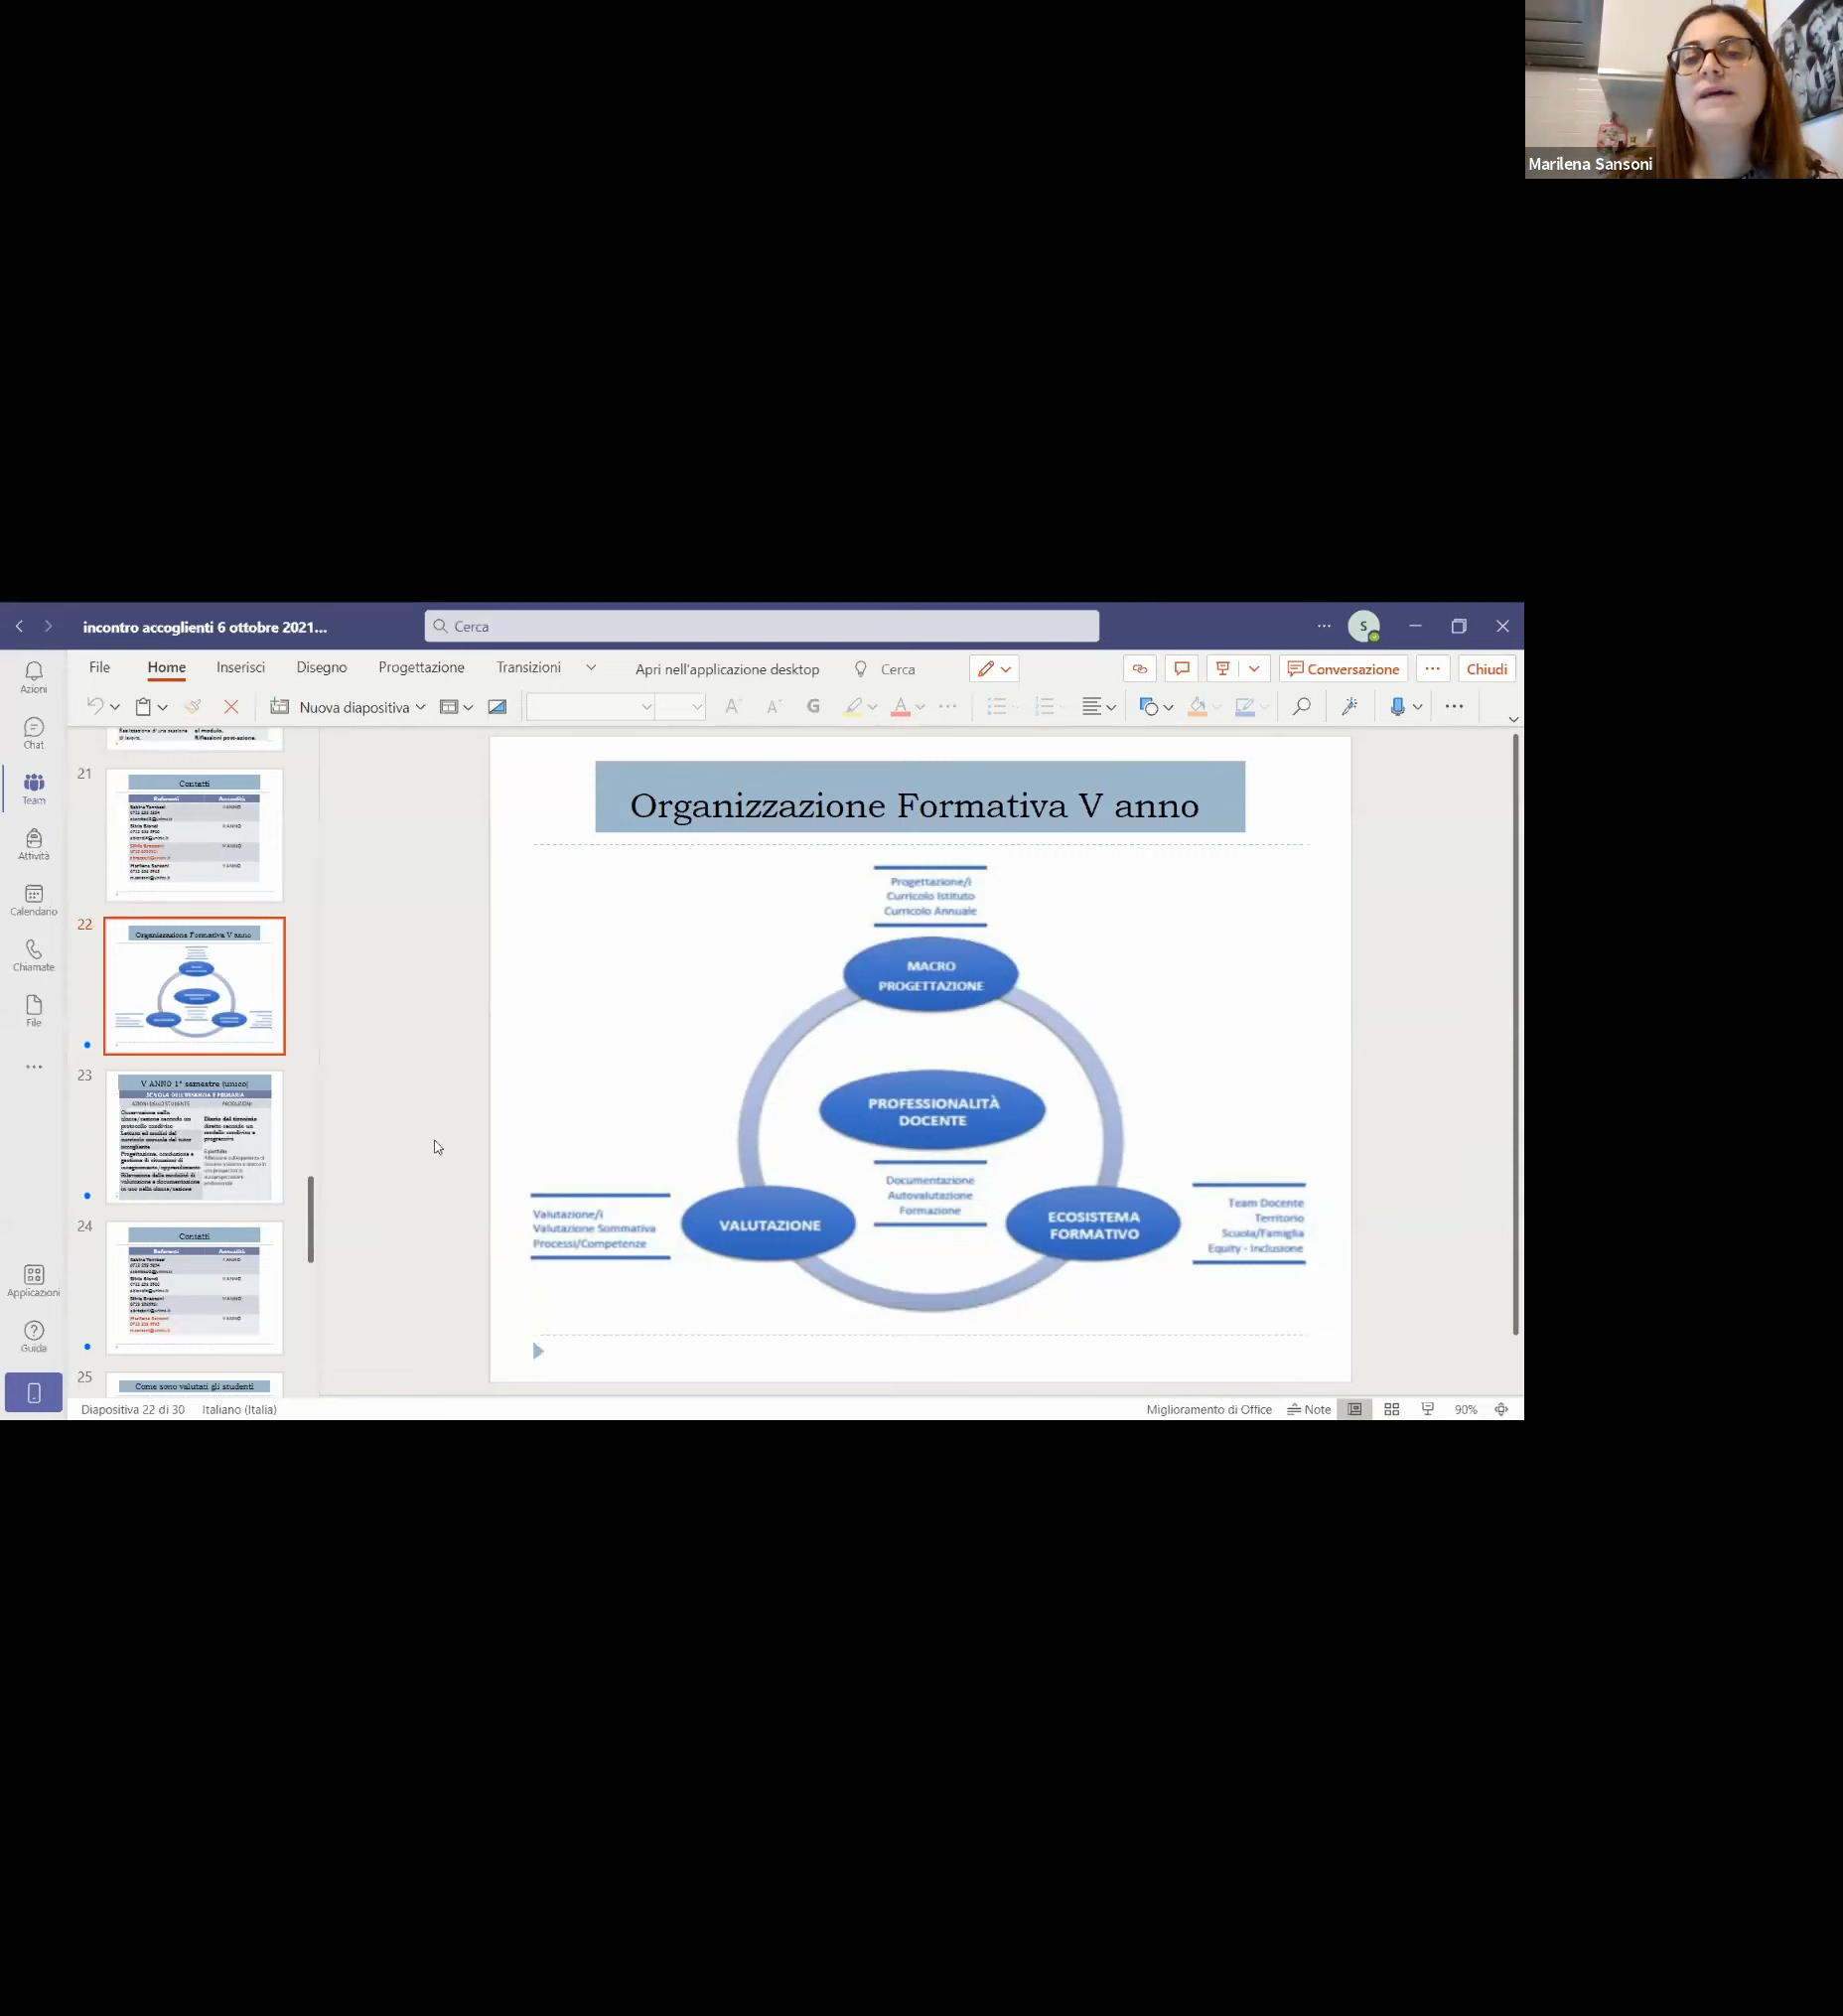 Marilena Sansoni
incontro accoglienti 6 ottobre 2021...
Cerca
S
File
Home
Inserisci
Disegno
Progettazione
Transizioni
Apri nell'applicazione desktop
Cerca
Conversazione
Chiudi
Nuova diapositiva
G
Azioni
Chat
Team
Attività
Calendario
Chiamate
File
Applicazioni
Guida
21
Contatti
22
Organizzazione Formativa V anno
23
V ANNO 1° semestre (unico)
SCUOLA DELL'INFANZIA E PRIMARIA
24
Contatti
25
Come sono valutati gli studenti
Organizzazione Formativa V anno
Progettazione/i
Curricolo Istituto
Curricolo Annuale
MACRO
PROGETTAZIONE
PROFESSIONALITÀ
DOCENTE
Documentazione
Autovalutazione
Formazione
Valutazione/i
Valutazione Sommativa
Processi/Competenze
VALUTAZIONE
ECOSISTEMA
FORMATIVO
Team Docente
Territorio
Scuola/Famiglia
Equity - Inclusione
Diapositiva 22 di 30
Italiano (Italia)
Miglioramento di Office
Note
90%